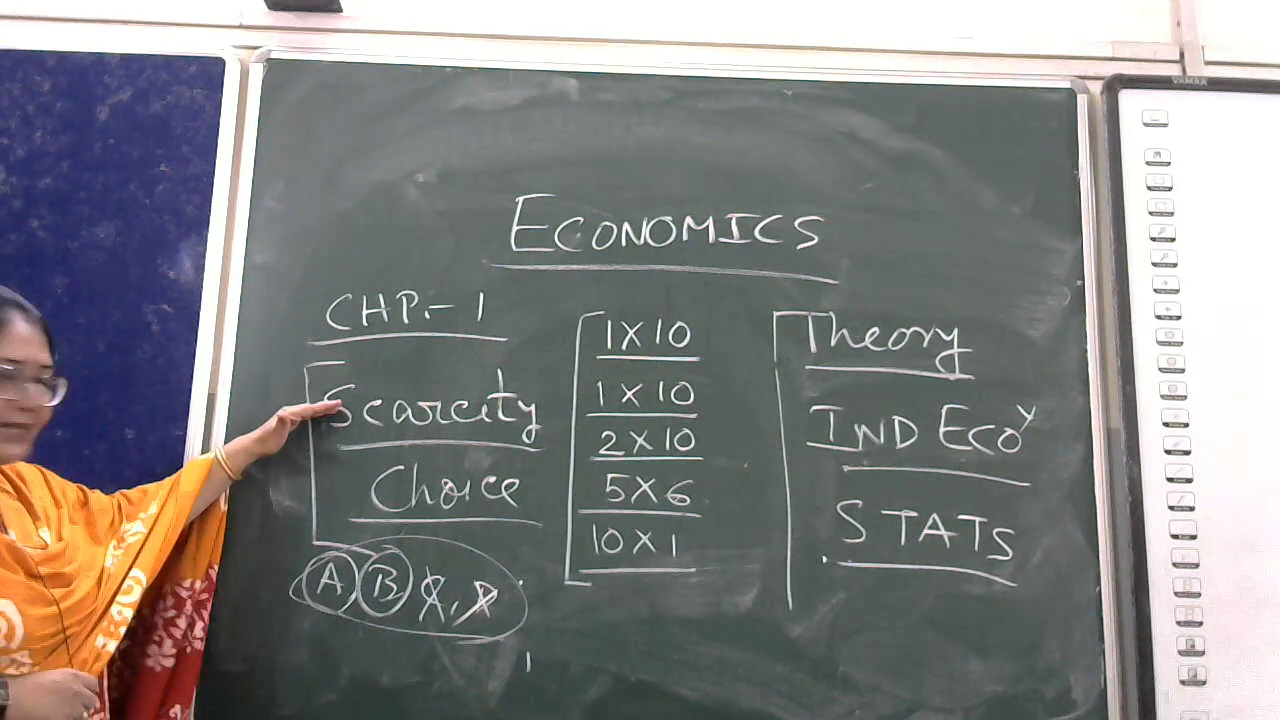 ECONOMICS
CHP.- 1
Scarcity
Choice
A B
1X10
1X10
2X10
5X6
10X1
Theory
IND ECOY
STATS